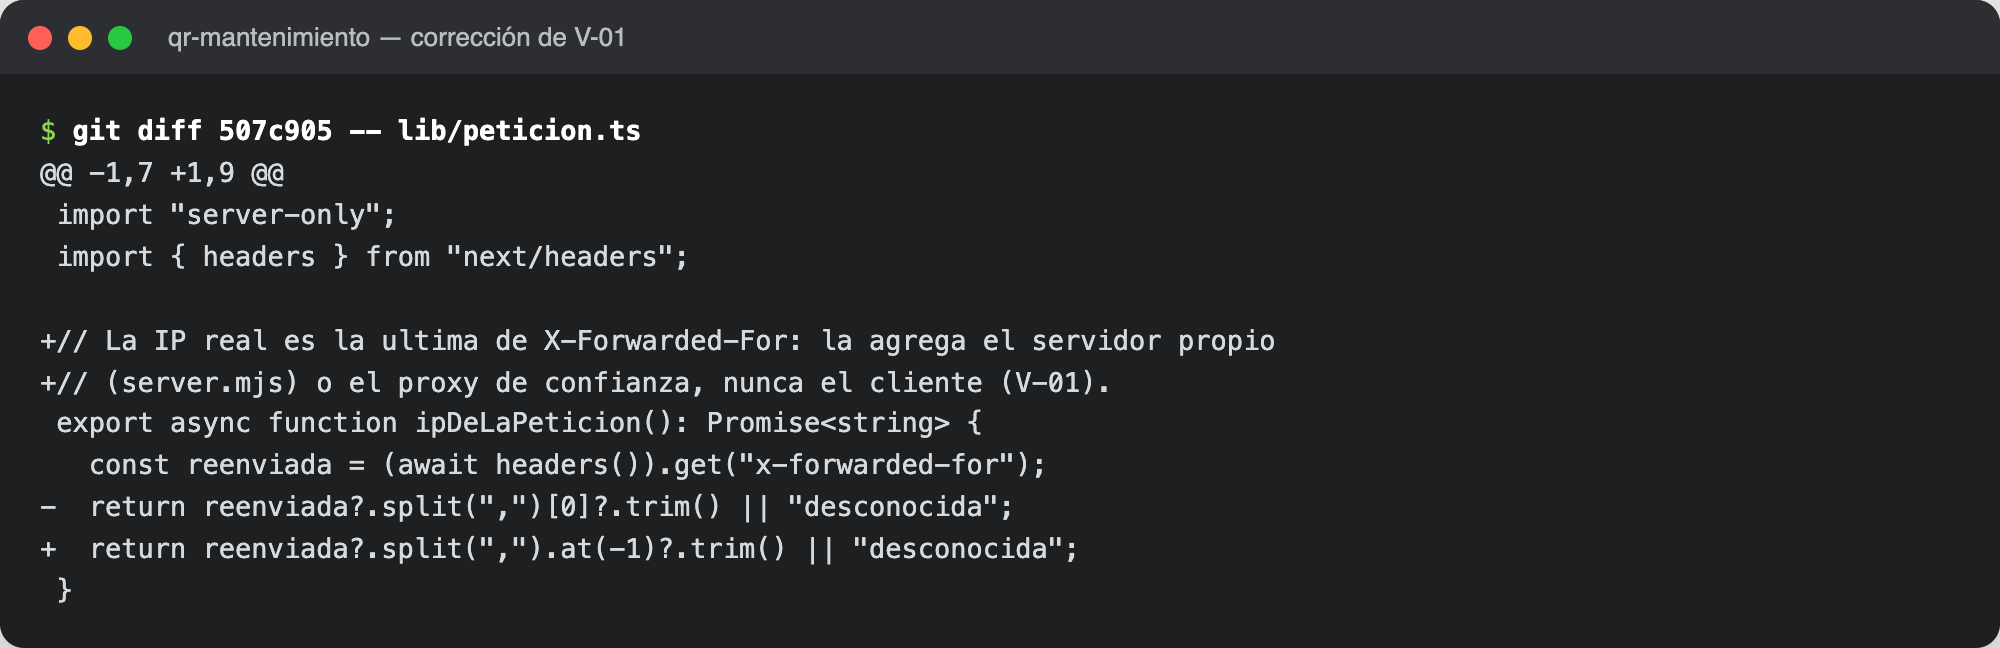 qr-mantenimiento — corrección de V-01
$ git diff 507c905 -- lib/peticion.ts
@@ -1,7 +1,9 @@
 import "server-only";
 import { headers } from "next/headers";

+// La IP real es la ultima de X-Forwarded-For: la agrega el servidor propio
+// (server.mjs) o el proxy de confianza, nunca el cliente (V-01).
 export async function ipDeLaPeticion(): Promise<string> {
   const reenviada = (await headers()).get("x-forwarded-for");
-  return reenviada?.split(",")[0]?.trim() || "desconocida";
+  return reenviada?.split(",").at(-1)?.trim() || "desconocida";
 }